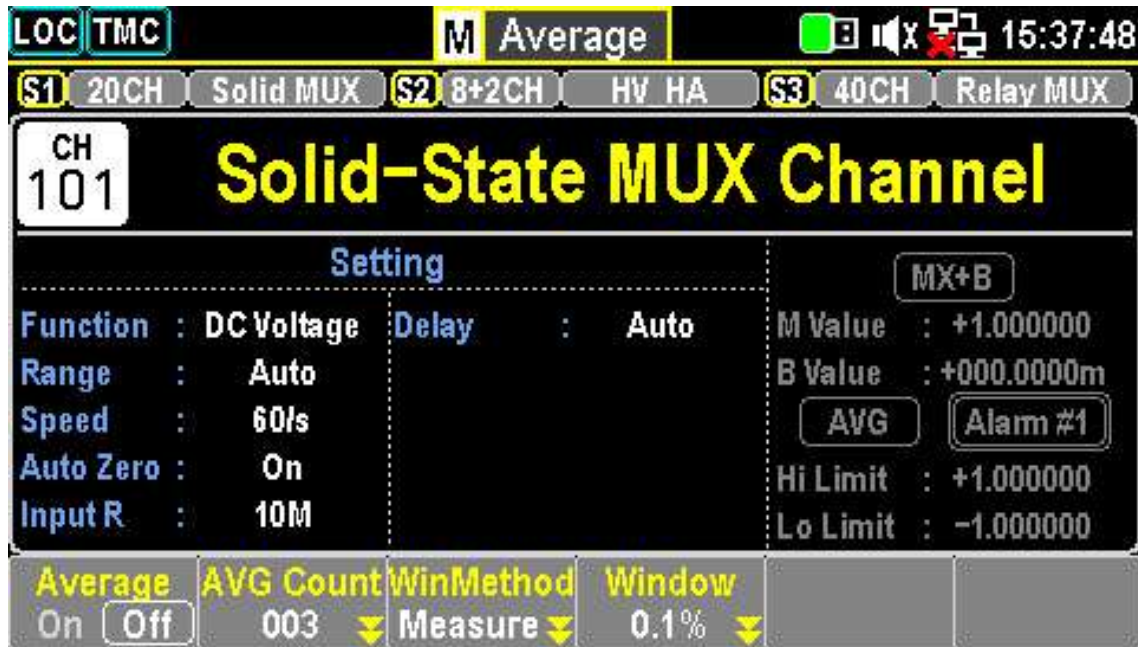 LOC TMC M Average 15:37:48
S1 20CH Solid MUX S2 8+2CH HV HA S3 40CH Relay MUX
CH
101
Solid-State MUX Channel
Setting
Function : DC Voltage
Range : Auto
Speed : 60/s
Auto Zero : On
Input R : 10M
Delay : Auto
MX+B
M Value : +1.000000
B Value : +000.0000m
AVG Alarm #1
Hi Limit : +1.000000
Lo Limit : -1.000000
Average
On Off
AVG Count
003
WinMethod
Measure
Window
0.1%